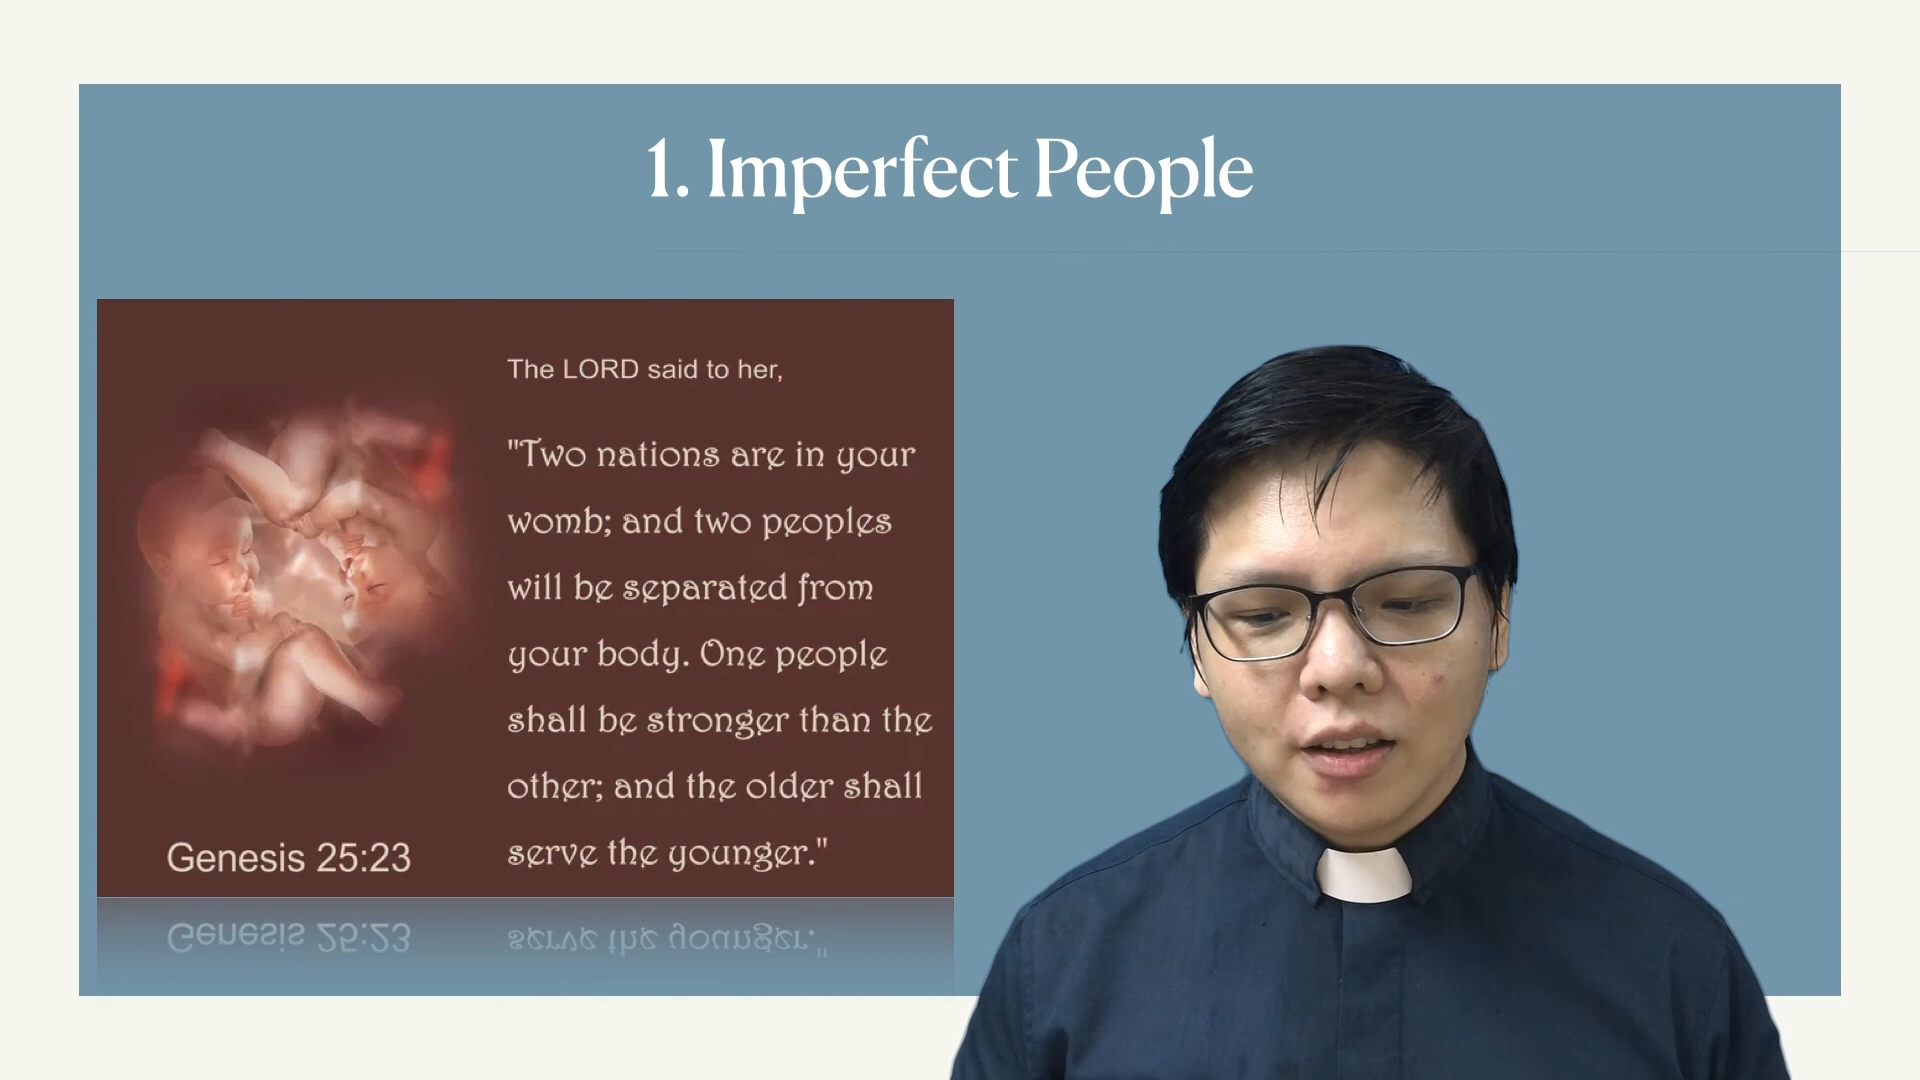 1. Imperfect People
The LORD said to her,
"Two nations are in your
womb; and two peoples
will be separated from
your body. One people
shall be stronger than the
other; and the older shall
serve the younger."
Genesis 25:23